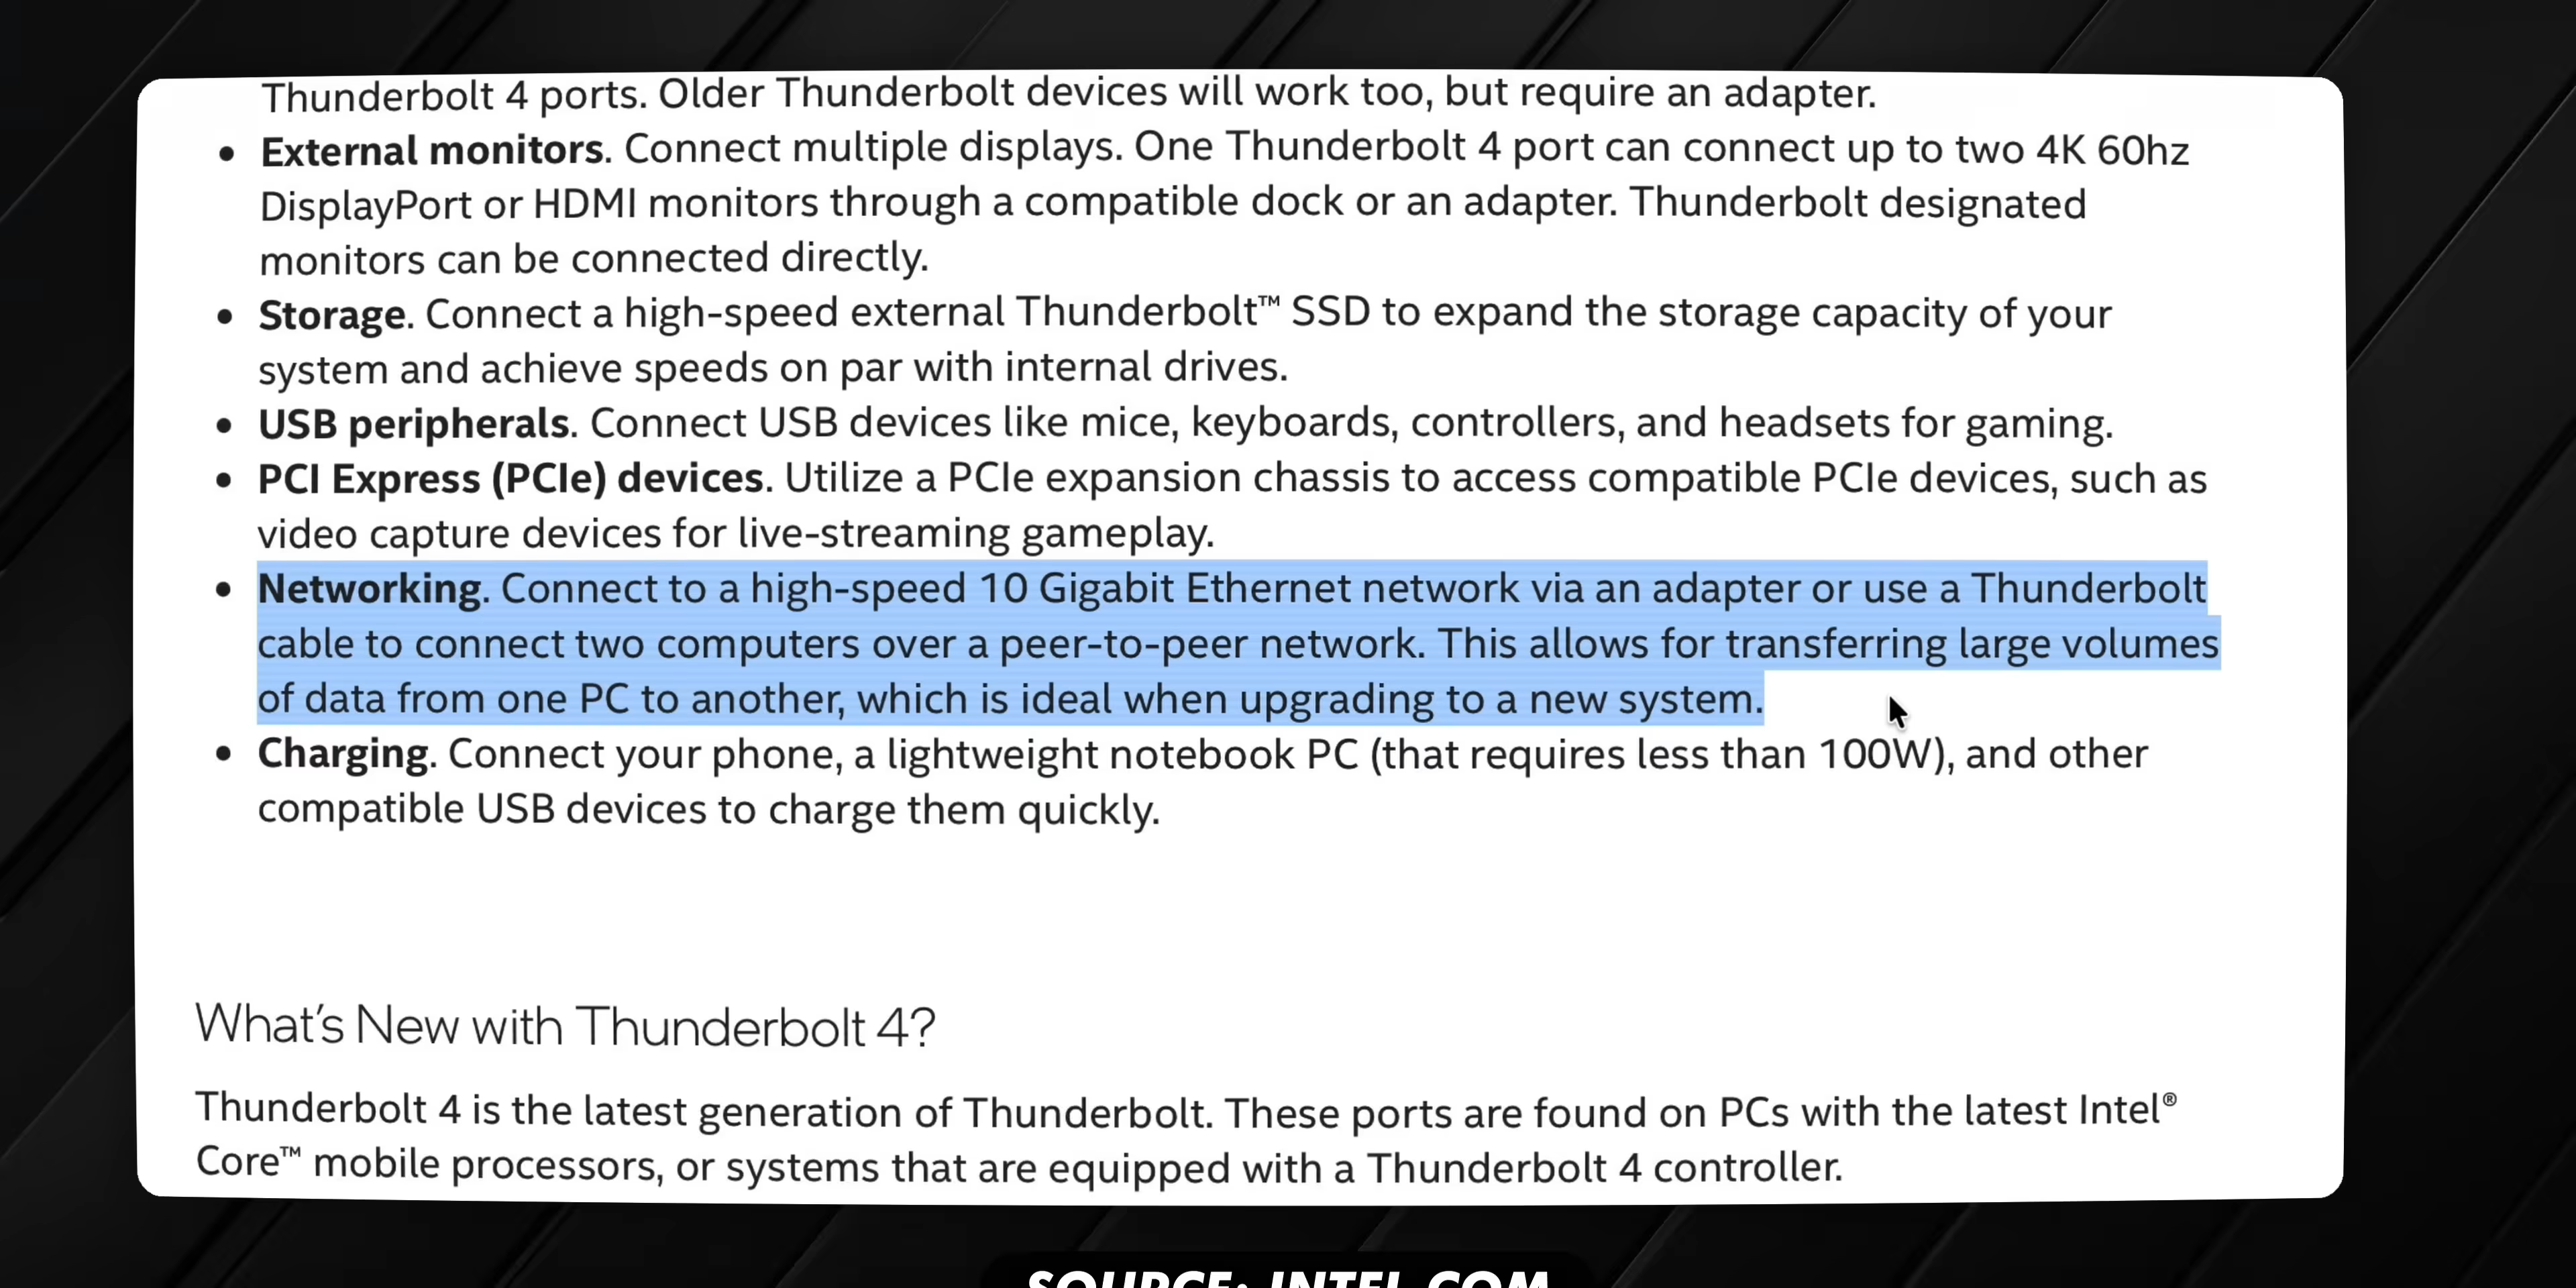 Thunderbolt 4 ports. Older Thunderbolt devices will work too, but require an adapter.
• External monitors. Connect multiple displays. One Thunderbolt 4 port can connect up to two 4K 60hz
DisplayPort or HDMI monitors through a compatible dock or an adapter. Thunderbolt designated
monitors can be connected directly.
• Storage. Connect a high-speed external Thunderbolt™ SSD to expand the storage capacity of your
system and achieve speeds on par with internal drives.
• USB peripherals. Connect USB devices like mice, keyboards, controllers, and headsets for gaming.
• PCI Express (PCIe) devices. Utilize a PCIe expansion chassis to access compatible PCIe devices, such as
video capture devices for live-streaming gameplay.
• Networking. Connect to a high-speed 10 Gigabit Ethernet network via an adapter or use a Thunderbolt
cable to connect two computers over a peer-to-peer network. This allows for transferring large volumes
of data from one PC to another, which is ideal when upgrading to a new system.
• Charging. Connect your phone, a lightweight notebook PC (that requires less than 100W), and other
compatible USB devices to charge them quickly.
What's New with Thunderbolt 4?
Thunderbolt 4 is the latest generation of Thunderbolt. These ports are found on PCs with the latest Intel®
Core™ mobile processors, or systems that are equipped with a Thunderbolt 4 controller.
SOURCE: INTEL.COM